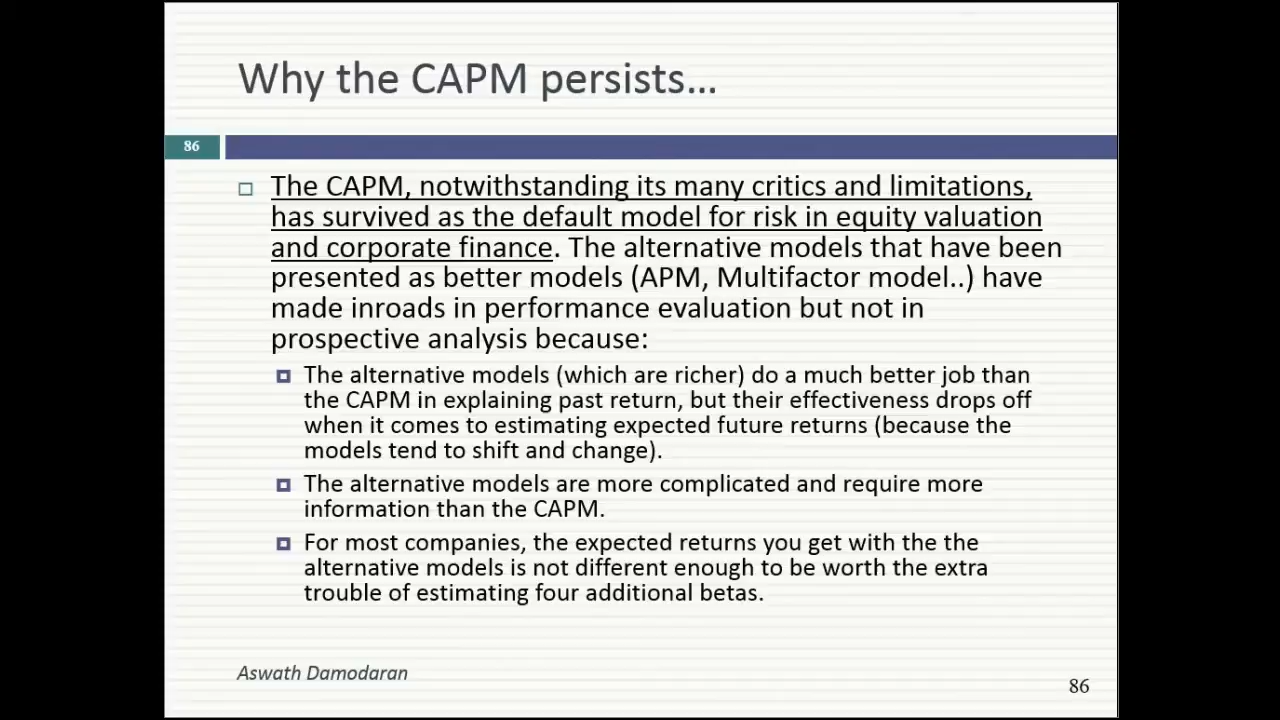 Why the CAPM persists…
86
The CAPM, notwithstanding its many critics and limitations,
has survived as the default model for risk in equity valuation
and corporate finance. The alternative models that have been
presented as better models (APM, Multifactor model..) have
made inroads in performance evaluation but not in
prospective analysis because:
The alternative models (which are richer) do a much better job than
the CAPM in explaining past return, but their effectiveness drops off
when it comes to estimating expected future returns (because the
models tend to shift and change).
The alternative models are more complicated and require more
information than the CAPM.
For most companies, the expected returns you get with the the
alternative models is not different enough to be worth the extra
trouble of estimating four additional betas.
Aswath Damodaran
86